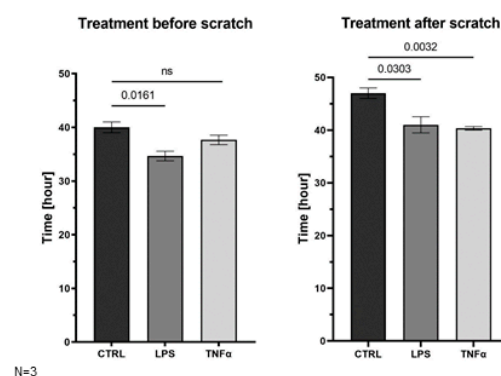 Treatment before scratch
ns
0.0161
50
40
30
20
10
0
Time [hour]
CTRL
LPS
TNFα
Treatment after scratch
0.0032
0.0303
50
40
30
20
10
0
Time [hour]
CTRL
LPS
TNFα
N=3